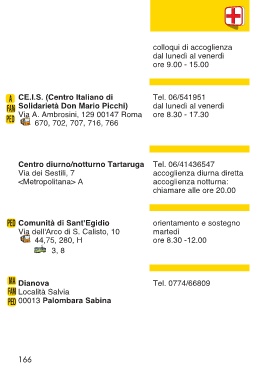 colloqui di accoglienza
dal lunedì al venerdì
ore 9.00 - 15.00
A
FAM
PED
CE.I.S. (Centro Italiano di
Solidarietà Don Mario Picchi)
Via A. Ambrosini, 129 00147 Roma
670, 702, 707, 716, 766
Tel. 06/541951
dal lunedì al venerdì
ore 8.30 - 17.30
Centro diurno/notturno Tartaruga
Via dei Sestili, 7
<Metropolitana> A
Tel. 06/41436547
accoglienza diurna diretta
accoglienza notturna:
chiamare alle ore 20.00
PED
Comunità di Sant'Egidio
Via dell'Arco di S. Calisto, 10
44,75, 280, H
3, 8
orientamento e sostegno
martedì
ore 8.30 -12.00
MA
FAM
PED
Dianova
Località Salvia
00013 Palombara Sabina
Tel. 0774/66809
166